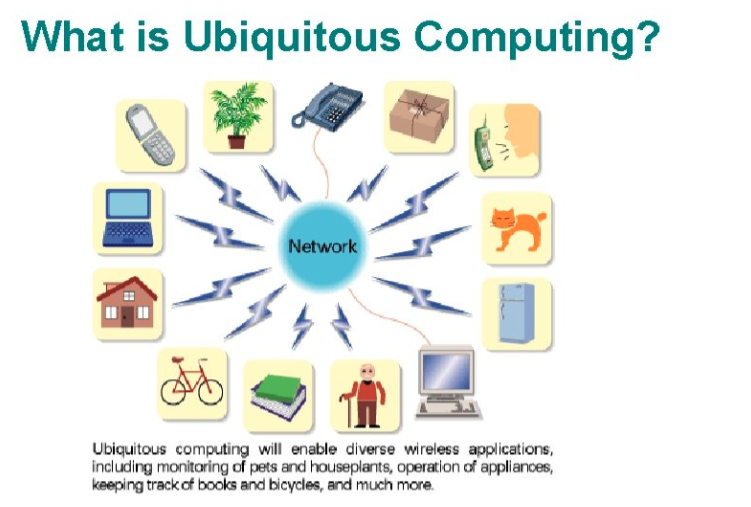 What is Ubiquitous Computing?
Network
Ubiquitous computing will enable diverse wireless applications,
including monitoring of pets and houseplants, operation of appliances,
keeping track of books and bicycles, and much more.